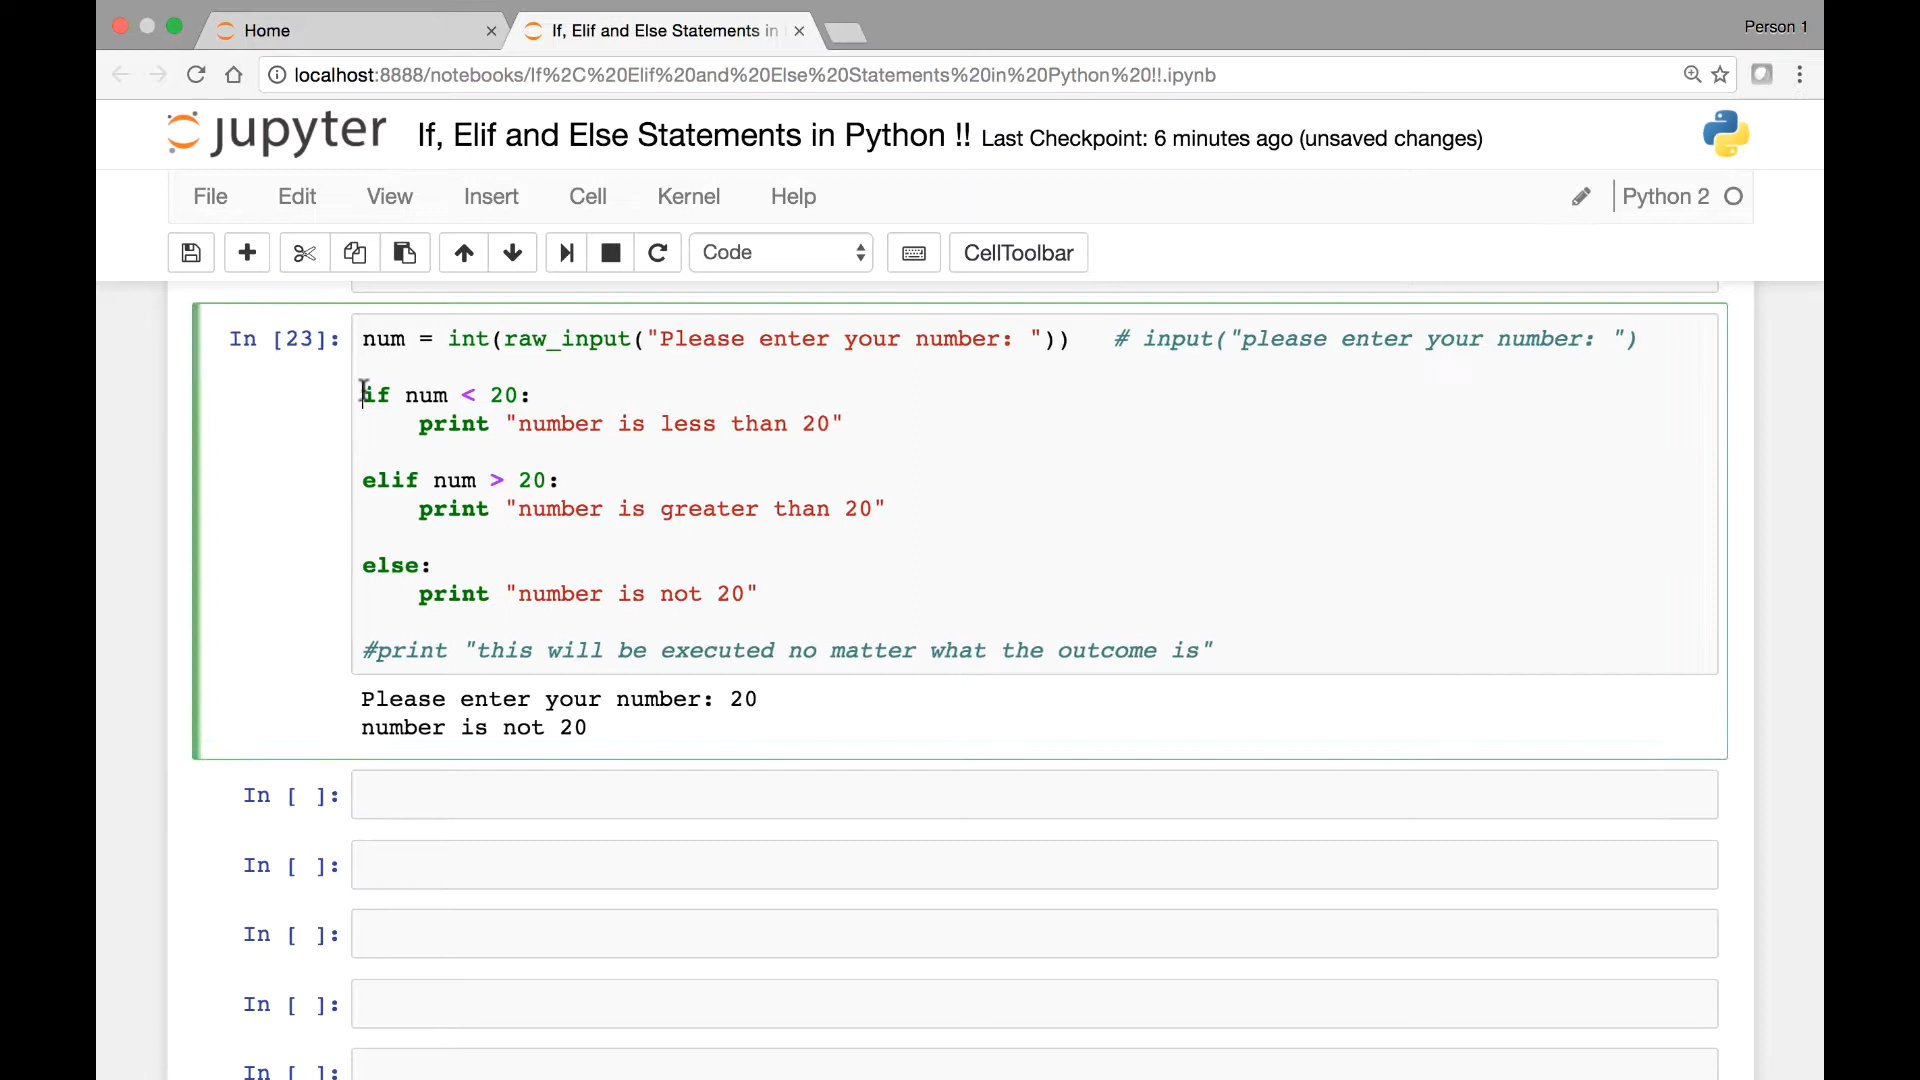 Home
If, Elif and Else Statements in
Person 1
localhost:8888/notebooks/If%2C%20Elif%20and%20Else%20Statements%20in%20Python%20!!.ipynb
jupyter If, Elif and Else Statements in Python !! Last Checkpoint: 6 minutes ago (unsaved changes)
File Edit View Insert Cell Kernel Help Python 2
Code CellToolbar
In [23]: num = int(raw_input("Please enter your number: ")) # input("please enter your number: ")
if num < 20:
print "number is less than 20"
elif num > 20:
print "number is greater than 20"
else:
print "number is not 20"
#print "this will be executed no matter what the outcome is"
Please enter your number: 20
number is not 20
In [ ]:
In [ ]:
In [ ]:
In [ ]:
In [ ]: